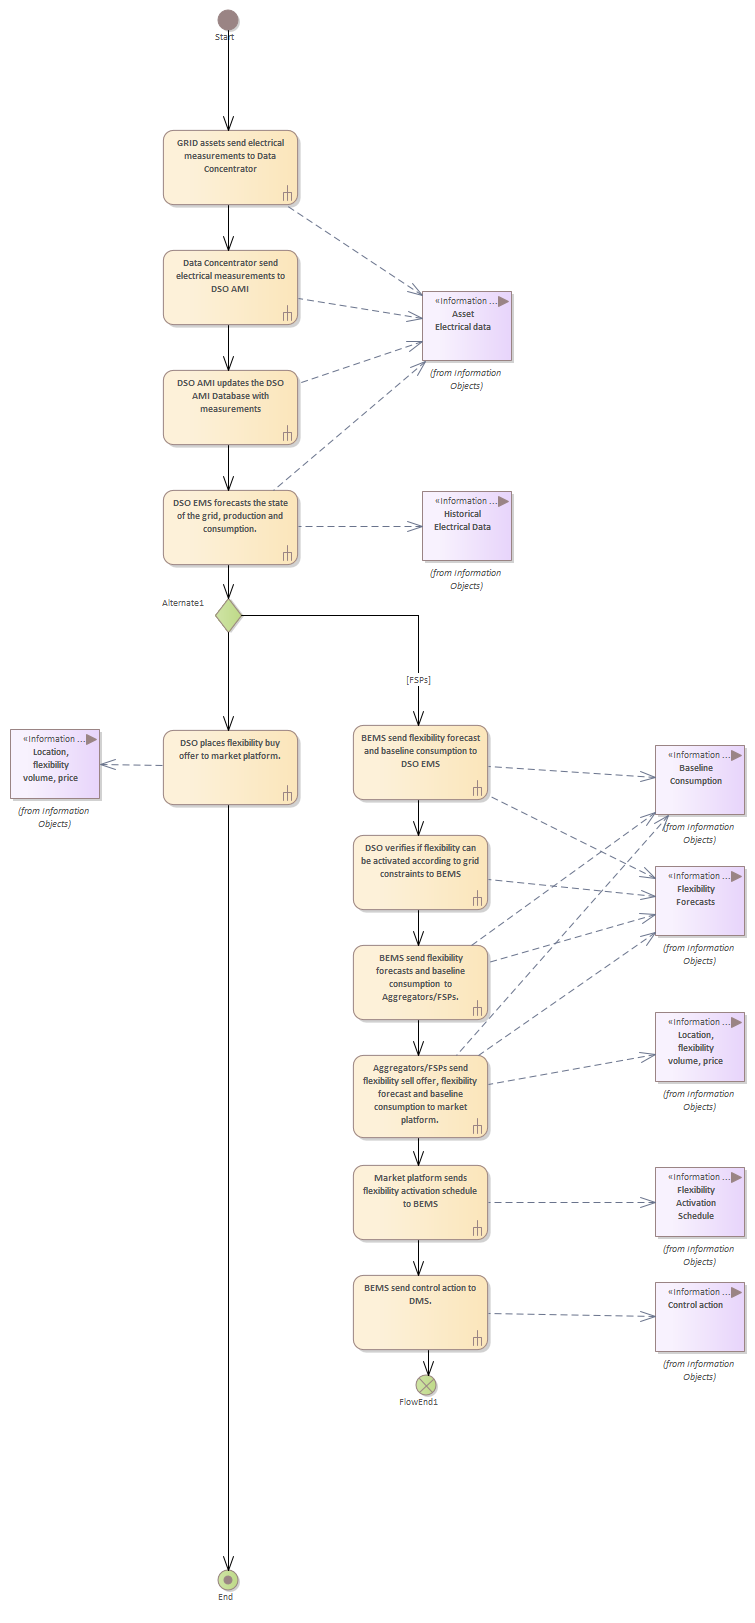 Start
GRID assets send electrical
measurements to Data
Concentrator
Data Concentrator send
electrical measurements to
DSO AMI
«Information ...
Asset
Electrical data
(from Information
Objects)
DSO AMI updates the DSO
AMI Database with
measurements
DSO EMS forecasts the state
of the grid, production and
consumption.
«Information ...
Historical
Electrical Data
(from Information
Objects)
Alternate1
[FSPs]
«Information ...
Location,
flexibility
volume, price
(from Information
Objects)
DSO places flexibility buy
offer to market platform.
BEMS send flexibility forecast
and baseline consumption to
DSO EMS
«Information ...
Baseline
Consumption
(from Information
Objects)
DSO verifies if flexibility can
be activated according to grid
constraints to BEMS
«Information ...
Flexibility
Forecasts
(from Information
Objects)
BEMS send flexibility
forecasts and baseline
consumption to
Aggregators/FSPs.
«Information ...
Location,
flexibility
volume, price
(from Information
Objects)
Aggregators/FSPs send
flexibility sell offer, flexibility
forecast and baseline
consumption to market
platform.
Market platform sends
flexibility activation schedule
to BEMS
«Information ...
Flexibility
Activation
Schedule
(from Information
Objects)
BEMS send control action to
DMS.
«Information ...
Control action
(from Information
Objects)
FlowEnd1
End